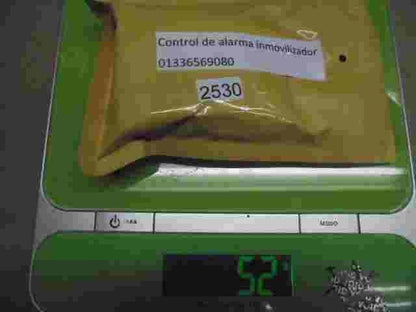 Control de alarma inmovilizador
01336569080
2530
52